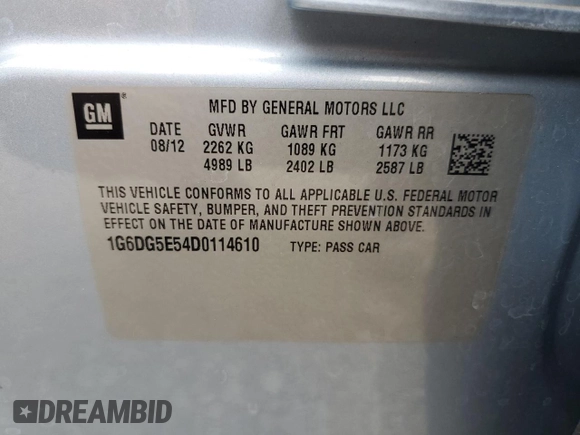 GM
MFD BY GENERAL MOTORS LLC
DATE GVWR GAWR FRT GAWR RR
08/12 2262 KG 1089 KG 1173 KG
4989 LB 2402 LB 2587 LB
THIS VEHICLE CONFORMS TO ALL APPLICABLE U.S. FEDERAL MOTOR
VEHICLE SAFETY, BUMPER, AND THEFT PREVENTION STANDARDS IN
EFFECT ON THE DATE OF MANUFACTURE SHOWN ABOVE.
1G6DG5E54D0114610 TYPE: PASS CAR
DREAMBID